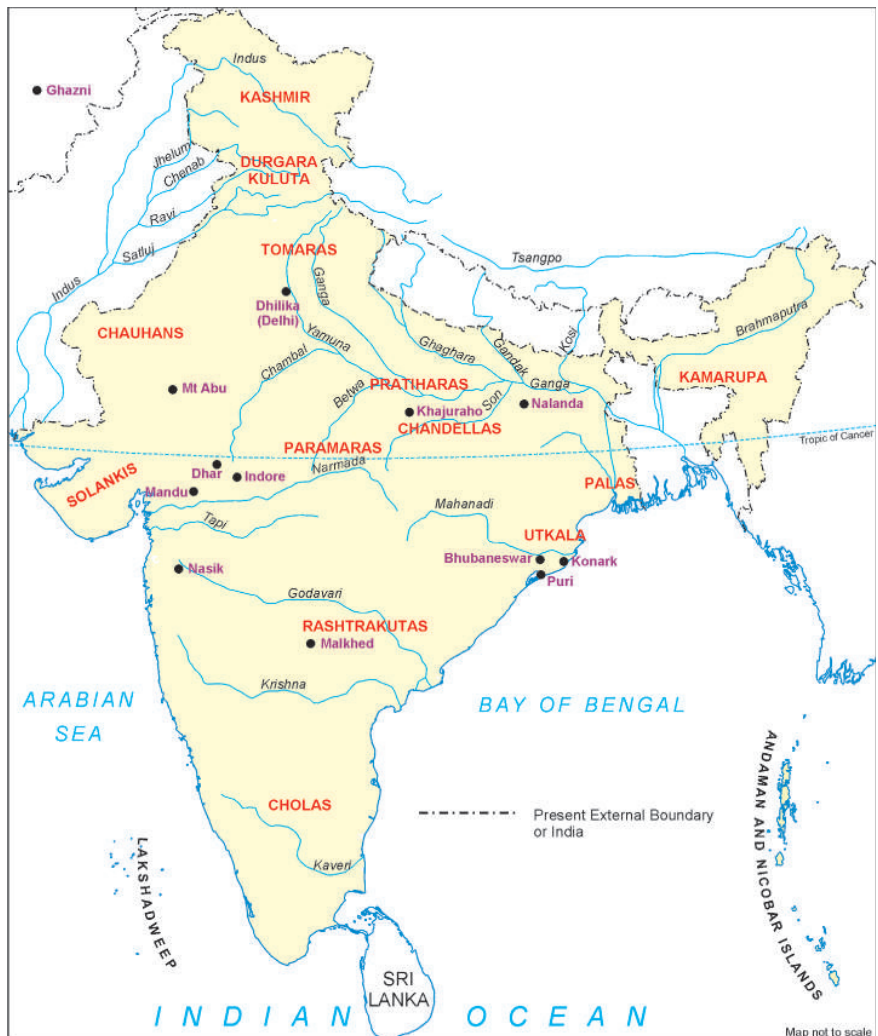 Indus
Ghazni
KASHMIR
Jhelum
Chenab
DURGARA
KULUTA
Ravi
Satluj
TOMARAS
Tsangpo
Indus
Ganga
Dhilika
(Delhi)
Brahmaputra
CHAUHANS
Yamuna
Ghaghara
Gandak
Kosi
Chambal
Mt Abu
Betwa
PRATIHARAS
Ganga
KAMARUPA
Khajuraho
Son
Nalanda
CHANDELLAS
Tropic of Cancer
PARAMARAS
Narmada
Dhar
Indore
SOLANKIS
Mandu
PALAS
Mahanadi
Tapi
UTKALA
Bhubaneswar
Konark
Puri
Nasik
Godavari
RASHTRAKUTAS
Malkhed
Krishna
ARABIAN
SEA
BAY OF BENGAL
CHOLAS
Present External Boundary
or India
Kaveri
LAKSHADWEEP
ANDAMAN AND NICOBAR ISLANDS
SRI
LANKA
INDIAN OCEAN
Map not to scale